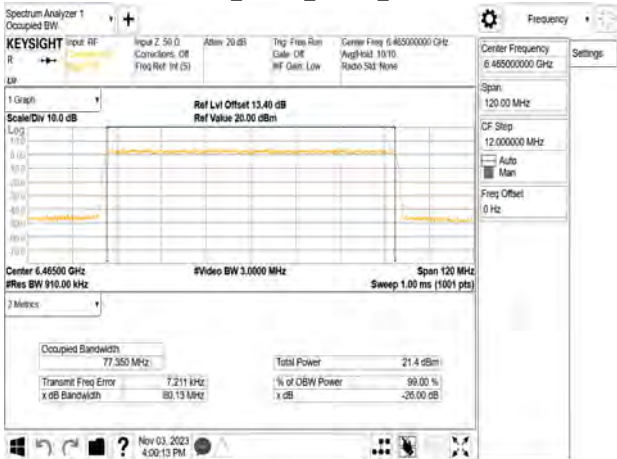 Spectrum Analyzer 1
Occupied BW
+
Frequency
KEYSIGHT Input: RF
R
Input Z: 50 Ω
Corrections: Off
Freq Ref: Int (S)
Atten: 20 dB
Trig: Free Run
Gate: Off
#IF Gain: Low
Center Freq: 6.465000000 GHz
Avg|Hold: 10/10
Radio Std: None
Center Frequency
6.465000000 GHz
Settings
Span
120.00 MHz
CF Step
12.000000 MHz
Auto
Man
Freq Offset
0 Hz
1 Graph
Scale/Div 10.0 dB
Ref Lvl Offset 13.40 dB
Ref Value 20.00 dBm
Log
Center 6.46500 GHz
#Res BW 910.00 kHz
#Video BW 3.0000 MHz
Span 120 MHz
Sweep 1.00 ms (1001 pts)
2 Metrics
Occupied Bandwidth
77.350 MHz
Total Power 21.4 dBm
Transmit Freq Error 7.211 kHz
% of OBW Power 99.00 %
x dB Bandwidth 80.13 MHz
x dB -26.00 dB
?
Nov 03, 2023
4:00:13 PM